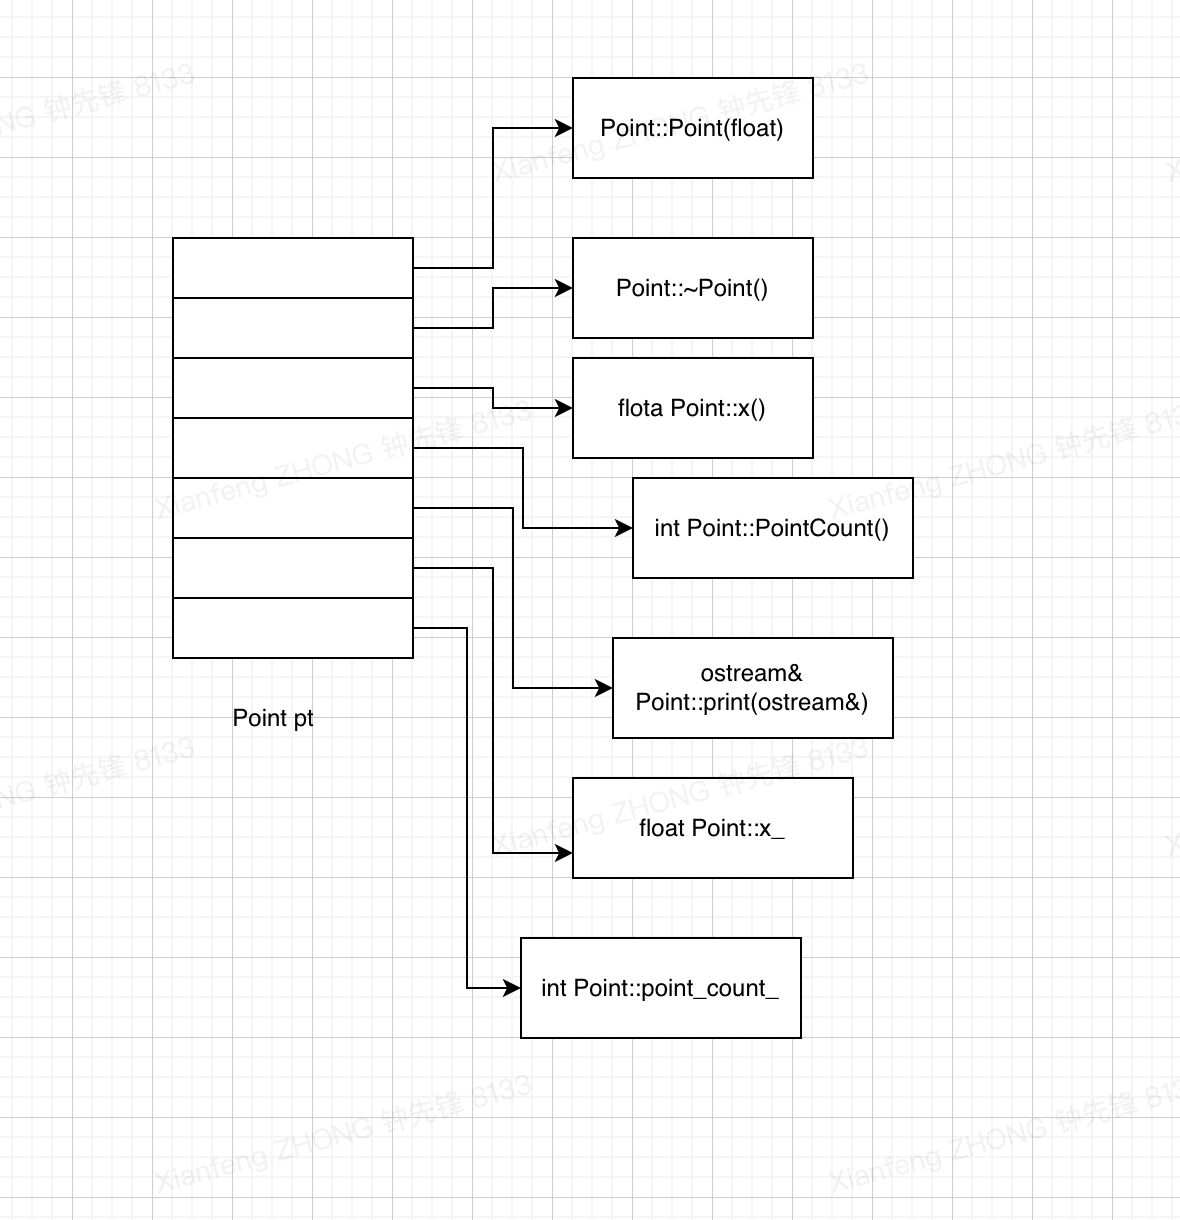 NG 钟先锋 8133
Xianfeng ZHONG 钟先锋 8133
Point::Point(float)
Point::~Point()
flota Point::x()
Xianfeng ZHONG 钟先锋 8133
Xianfeng ZHONG 钟先锋 813
int Point::PointCount()
ostream&
Point::print(ostream&)
Point pt
NG 钟先锋 8133
Xianfeng ZHONG 钟先锋 8133
float Point::x_
int Point::point_count_
Xianfeng ZHONG 钟先锋 8133
Xianfeng ZHONG 钟先锋 813